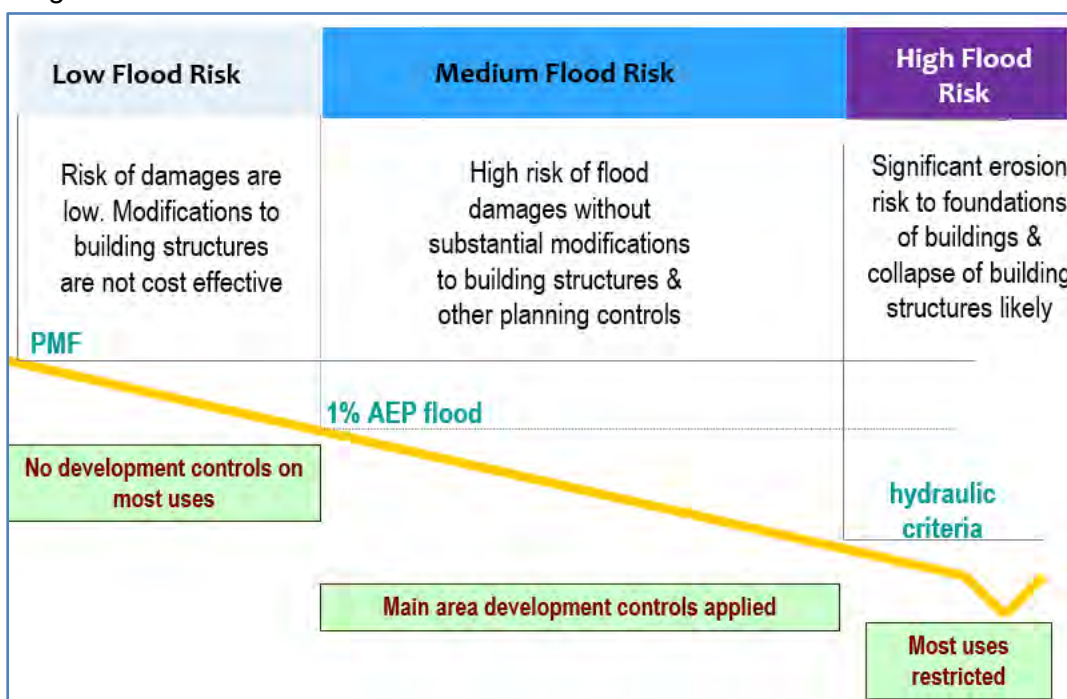 Low Flood Risk
Medium Flood Risk
High Flood
Risk
Risk of damages are
low. Modifications to
building structures
are not cost effective
High risk of flood
damages without
substantial modifications
to building structures &
other planning controls
Significant erosion
risk to foundations
of buildings &
collapse of building
structures likely
PMF
1% AEP flood
No development controls on
most uses
hydraulic
criteria
Main area development controls applied
Most uses
restricted